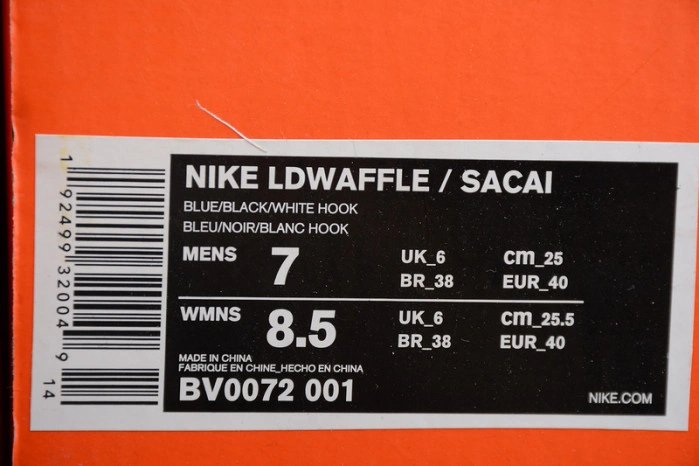 NIKE LDWAFFLE / SACAI
BLUE/BLACK/WHITE HOOK
BLEU/NOIR/BLANC HOOK
MENS 7 UK_6 cm_25
BR_38 EUR_40
WMNS 8.5 UK_6 cm_25.5
BR_38 EUR_40
MADE IN CHINA
FABRIQUE EN CHINE_HECHO EN CHINA
BV0072 001
NIKE.COM
1 92499 32004 9
14